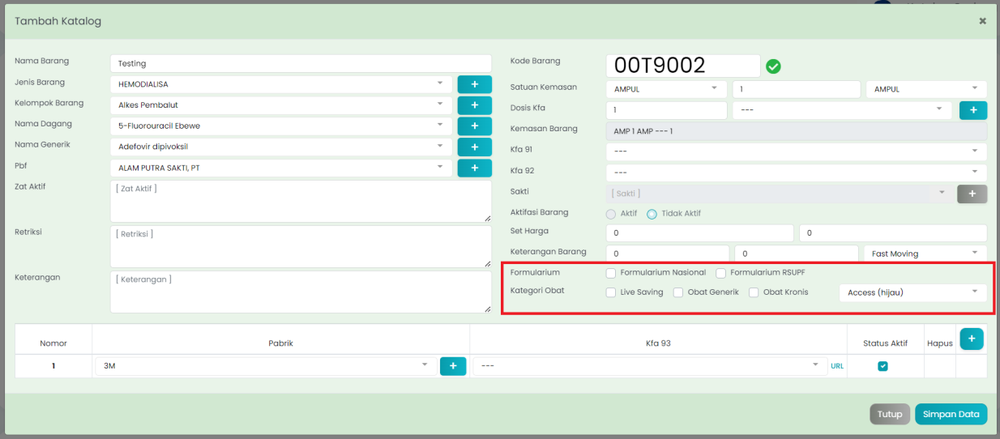 Tambah Katalog
Nama Barang
Testing
Jenis Barang
HEMODIALISA
+
Kelompok Barang
Alkes Pembalut
+
Nama Dagang
5-Fluorouracil Ebewe
+
Nama Generik
Adefovir dipivoksil
+
Pbf
ALAM PUTRA SAKTI, PT
+
Zat Aktif
[ Zat Aktif ]
Retriksi
[ Retriksi ]
Keterangan
[ Keterangan ]
Kode Barang
00T9002
Satuan Kemasan
AMPUL
1
AMPUL
Dosis Kfa
1
---
+
Kemasan Barang
AMP 1 AMP --- 1
Kfa 91
---
Kfa 92
---
Sakti
[ Sakti ]
+
Aktifasi Barang
Aktif
Tidak Aktif
Set Harga
0
0
Keterangan Barang
0
0
Fast Moving
Formularium
Formularium Nasional
Formularium RSUPF
Kategori Obat
Live Saving
Obat Generik
Obat Kronis
Access (hijau)
Nomor
Pabrik
Kfa 93
Status Aktif
Hapus
+
1
3M
+
---
URL
Tutup
Simpan Data